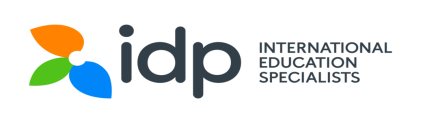 idp
INTERNATIONAL
EDUCATION
SPECIALISTS